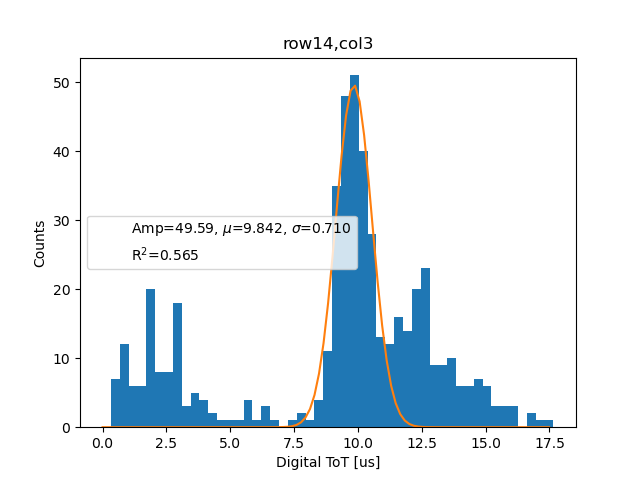 row14,col3
50
40
30
20
10
0
Counts
Amp=49.59, μ=9.842, σ=0.710
R²=0.565
0.0 2.5 5.0 7.5 10.0 12.5 15.0 17.5
Digital ToT [us]